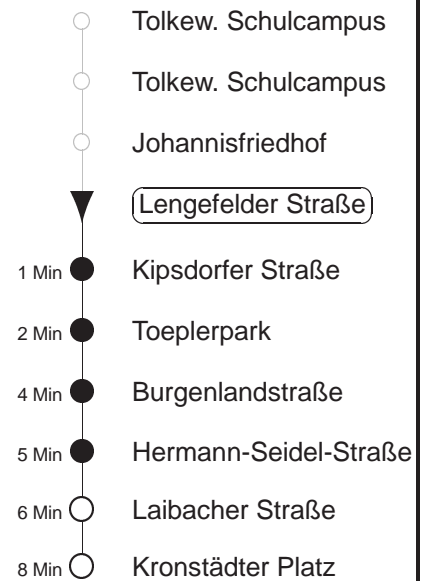 Tolkew. Schulcampus
Tolkew. Schulcampus
Johannisfriedhof
Lengefelder Straße
1 Min Kipsdorfer Straße
2 Min Toeplerpark
4 Min Burgenlandstraße
5 Min Hermann-Seidel-Straße
6 Min Laibacher Straße
8 Min Kronstädter Platz